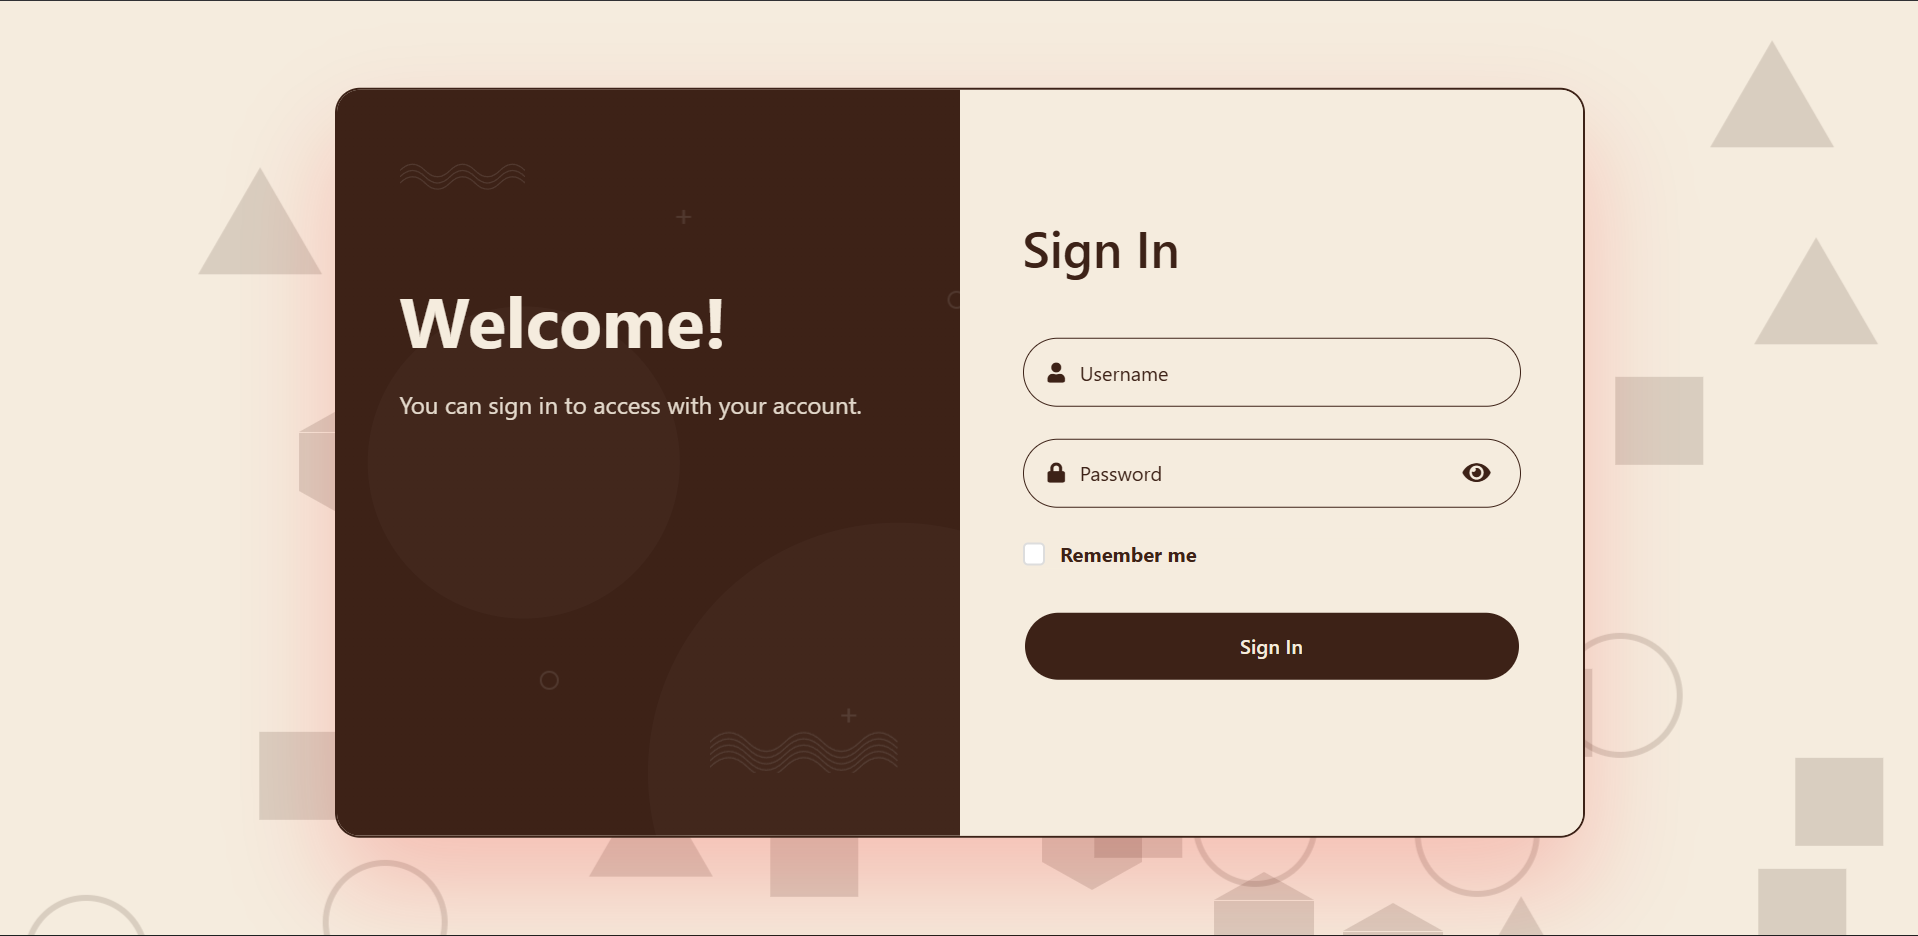 Welcome!
You can sign in to access with your account.
Sign In
Username
Password
Remember me
Sign In